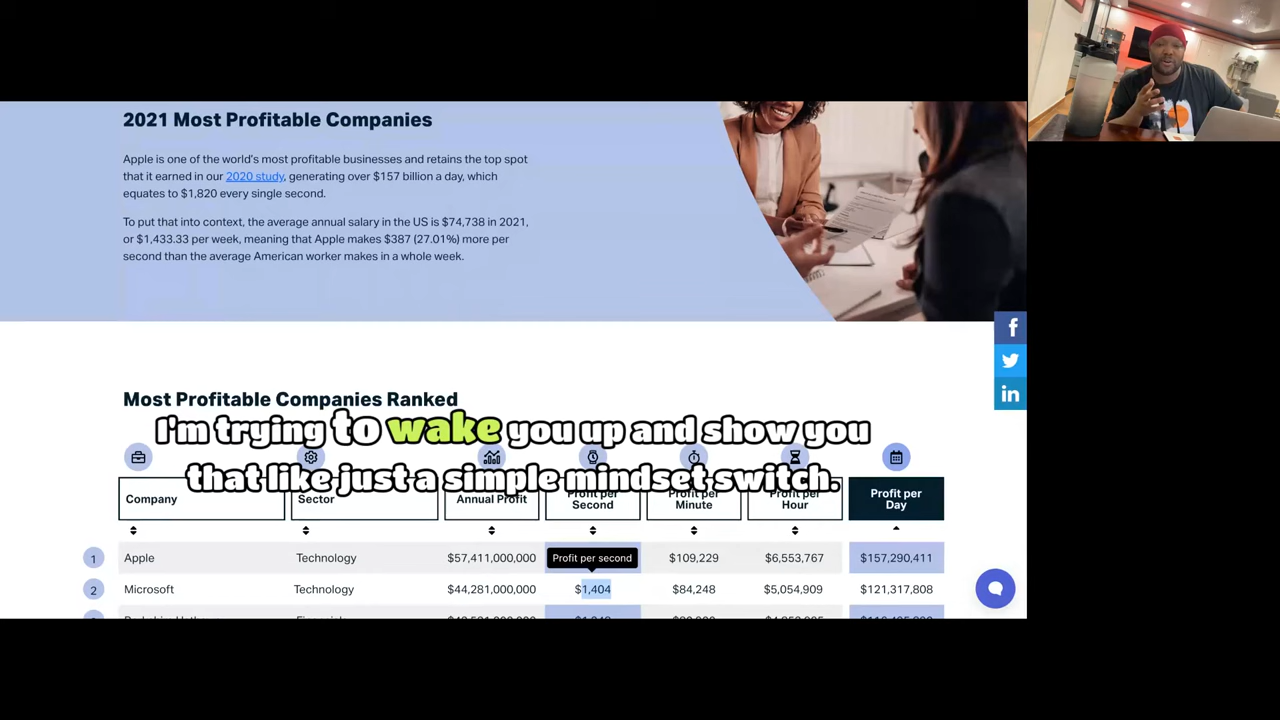 2021 Most Profitable Companies
Apple is one of the world's most profitable businesses and retains the top spot
that it earned in our 2020 study, generating over $157 billion a day, which
equates to $1,820 every single second.
To put that into context, the average annual salary in the US is $74,738 in 2021,
or $1,433.33 per week, meaning that Apple makes $387 (27.01%) more per
second than the average American worker makes in a whole week.
f
in
Most Profitable Companies Ranked
I'm trying to wake you up and show you
that like just a simple mindset switch.
Company Sector Annual Profit Profit per Second Profit per Minute Profit per Hour Profit per Day
1 Apple Technology $57,411,000,000 Profit per second $109,229 $6,553,767 $157,290,411
2 Microsoft Technology $44,281,000,000 $1,404 $84,248 $5,054,909 $121,317,808